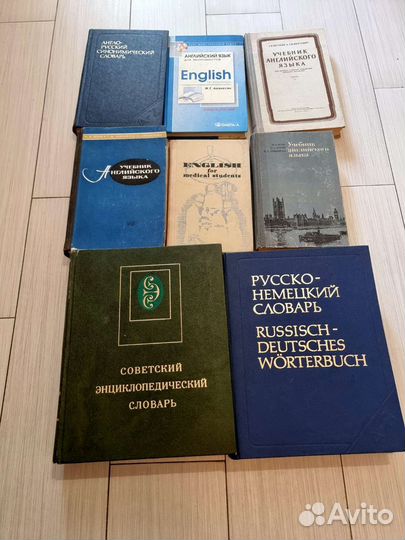 АНГЛО-
РУССКИЙ
СИНОНИМИЧЕСКИЙ
СЛОВАРЬ
АНГЛИЙСКИЙ ЯЗЫК
English
УЧЕБНИК
АНГЛИЙСКОГО
ЯЗЫКА
УЧЕБНИК
АНГЛИЙСКОГО
ЯЗЫКА
ENGLISH
for
medical students
Учебник
английского
языка
СОВЕТСКИЙ
ЭНЦИКЛОПЕДИЧЕСКИЙ
СЛОВАРЬ
РУССКО-
НЕМЕЦКИЙ
СЛОВАРЬ
RUSSISCH-
DEUTSCHES
WÖRTERBUCH
Avito